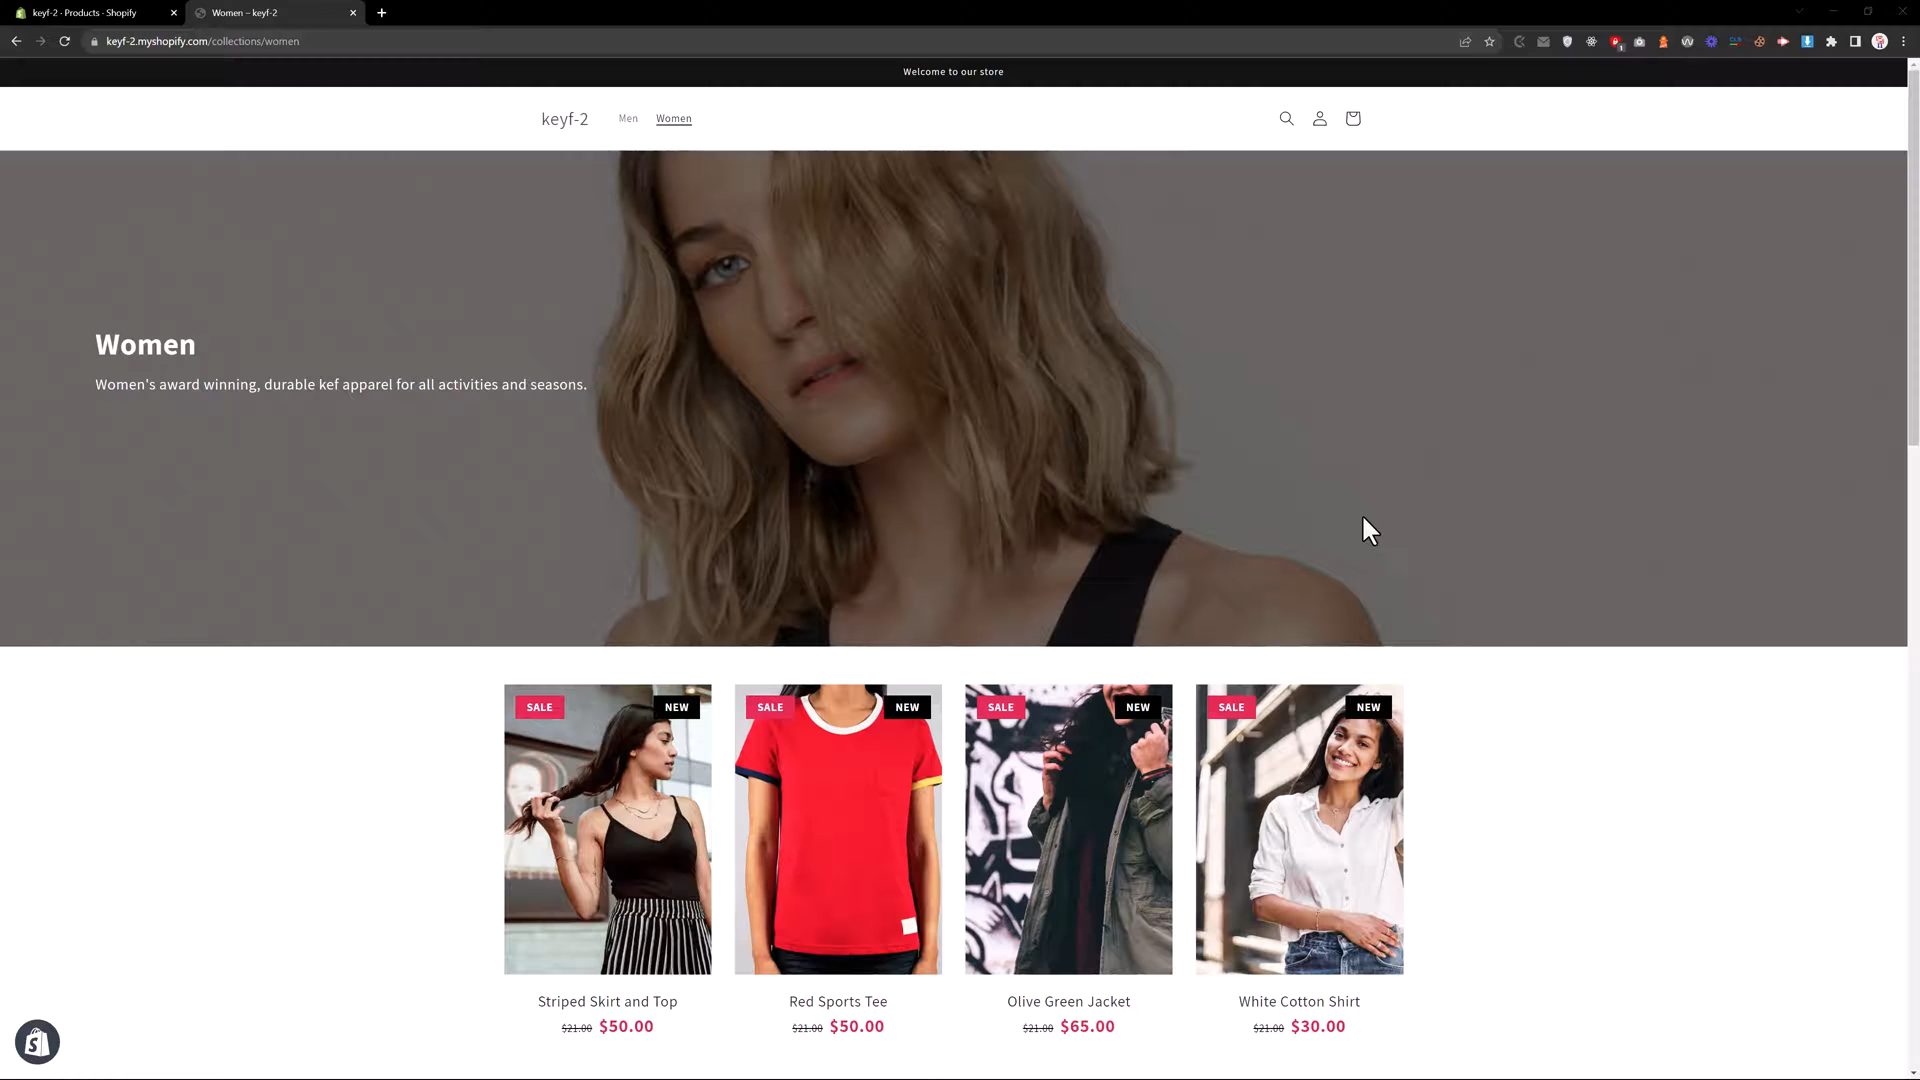 keyf-2 · Products · Shopify
Women – keyf-2
keyf-2.myshopify.com/collections/women
Welcome to our store
keyf-2
Men
Women
Women
Women's award winning, durable kef apparel for all activities and seasons.
SALE
NEW
SALE
NEW
SALE
NEW
SALE
NEW
Striped Skirt and Top
$21.00 $50.00
Red Sports Tee
$21.00 $50.00
Olive Green Jacket
$21.00 $65.00
White Cotton Shirt
$21.00 $30.00